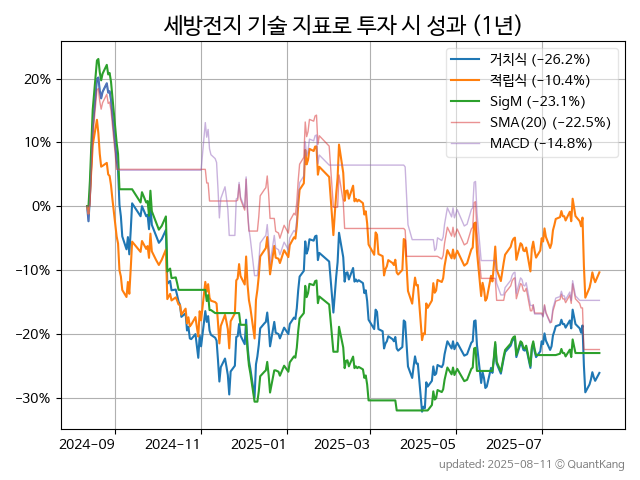 세방전지 기술 지표로 투자 시 성과 (1년)
거치식 (−26.2%)
적립식 (−10.4%)
SigM (−23.1%)
SMA(20) (−22.5%)
MACD (−14.8%)
20%
10%
0%
−10%
−20%
−30%
2024−09 2024−11 2025−01 2025−03 2025−05 2025−07
updated: 2025-08-11 © QuantKang